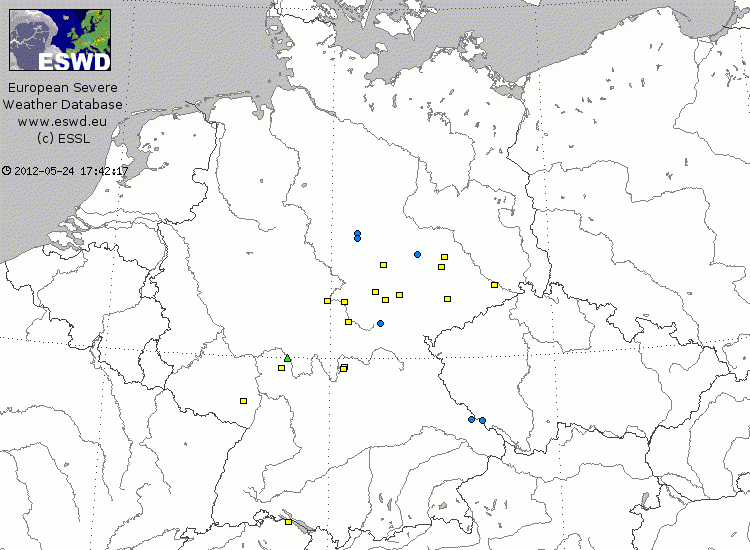 ESWD
European Severe
Weather Database
www.eswd.eu
(c) ESSL
2012-05-24 17:42:17